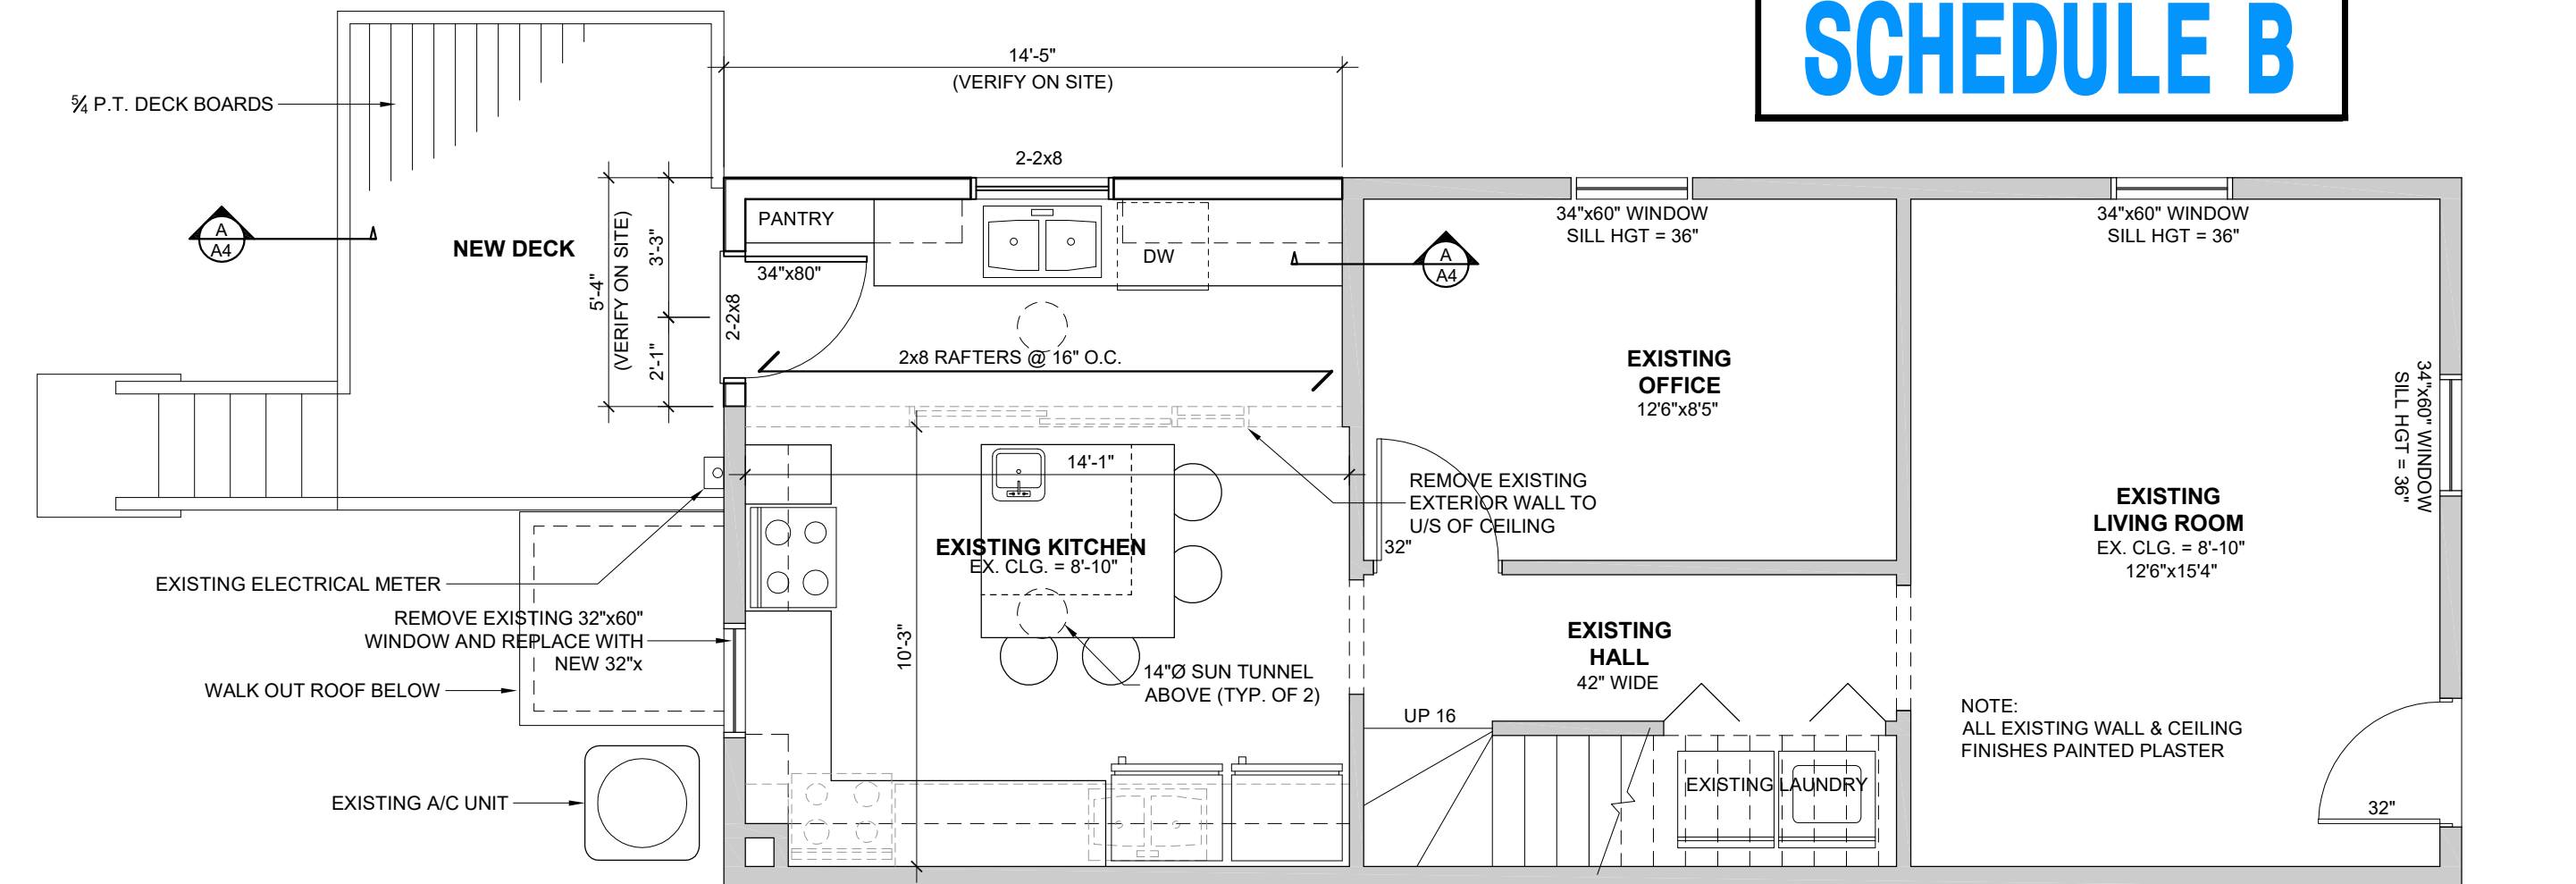 SCHEDULE B
14'-5"
(VERIFY ON SITE)
5/4 P.T. DECK BOARDS
2-2x8
A
A4
NEW DECK
5'-4"
(VERIFY ON SITE)
3'-3"
2'-1"
2-2x8
PANTRY
34"x80"
DW
A
A4
2x8 RAFTERS @ 16" O.C.
34"x60" WINDOW
SILL HGT = 36"
34"x60" WINDOW
SILL HGT = 36"
EXISTING
OFFICE
12'6"x8'5"
34"x60" WINDOW
SILL HGT = 36"
14'-1"
REMOVE EXISTING
EXTERIOR WALL TO
U/S OF CEILING
32"
EXISTING KITCHEN
EX. CLG. = 8'-10"
EXISTING
LIVING ROOM
EX. CLG. = 8'-10"
12'6"x15'4"
EXISTING ELECTRICAL METER
REMOVE EXISTING 32"x60"
WINDOW AND REPLACE WITH
NEW 32"x
WALK OUT ROOF BELOW
10'-3"
14"Ø SUN TUNNEL
ABOVE (TYP. OF 2)
EXISTING
HALL
42" WIDE
UP 16
NOTE:
ALL EXISTING WALL & CEILING
FINISHES PAINTED PLASTER
EXISTING A/C UNIT
EXISTING LAUNDRY
32"